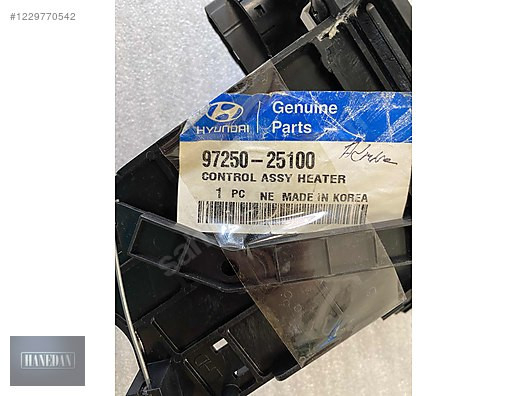 #1229770542
HYUNDAI
Genuine
Parts
97250-25100
CONTROL ASSY HEATER
1 PC NE MADE IN KOREA
HANEDAN